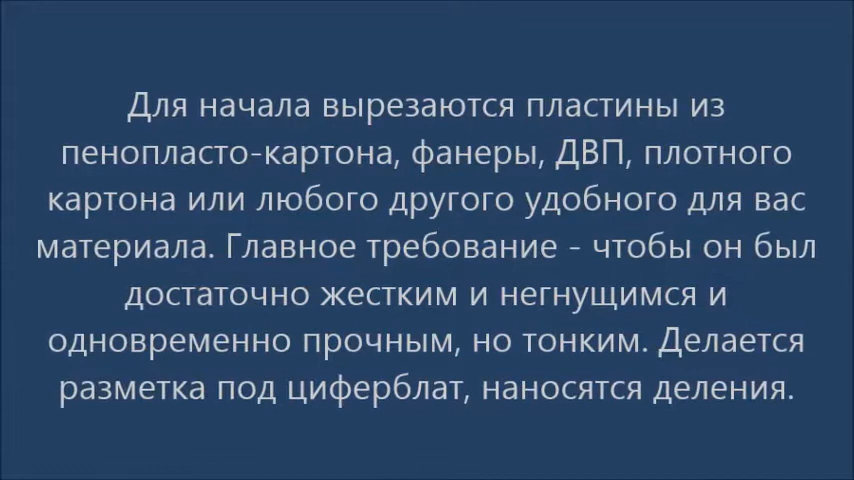 Для начала вырезаются пластины из
пенопласто-картона, фанеры, ДВП, плотного
картона или любого другого удобного для вас
материала. Главное требование - чтобы он был
достаточно жестким и негнущимся и
одновременно прочным, но тонким. Делается
разметка под циферблат, наносятся деления.